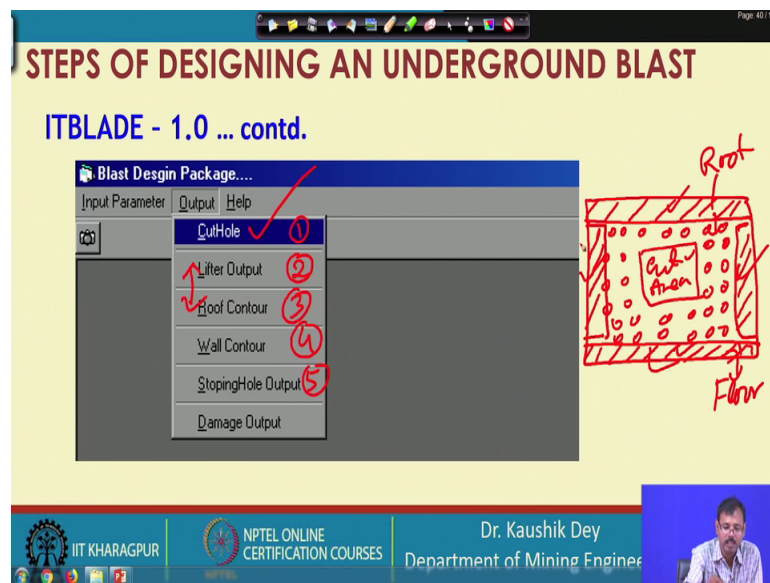 Page: 40/1
STEPS OF DESIGNING AN UNDERGROUND BLAST
ITBLADE - 1.0 ... contd.
Blast Desgin Package....
Input Parameter Output Help
CutHole 1
Lifter Output 2
Roof Contour 3
Wall Contour 4
StopingHole Output 5
Damage Output
Roof
Cut
Area
Floor
IIT KHARAGPUR
NPTEL ONLINE
CERTIFICATION COURSES
Dr. Kaushik Dey
Department of Mining Enginee